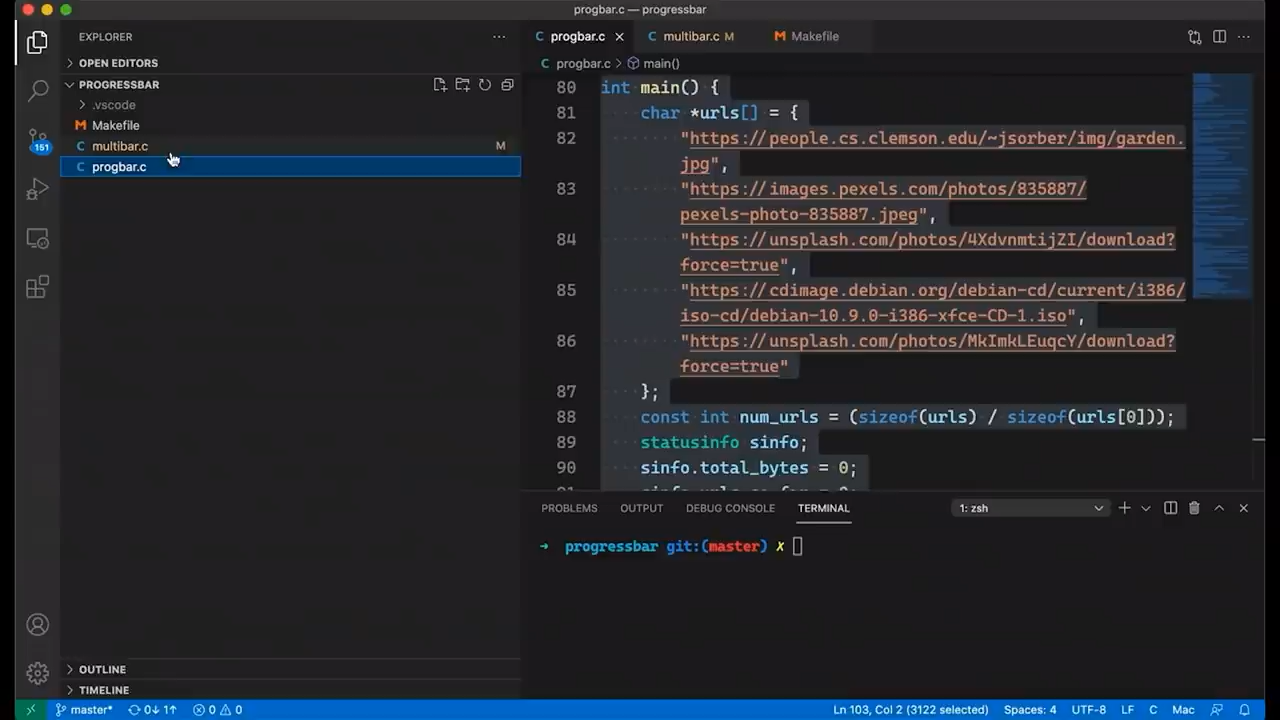 progbar.c — progressbar
EXPLORER
OPEN EDITORS
PROGRESSBAR
.vscode
Makefile
multibar.c M
progbar.c
OUTLINE
TIMELINE
151
progbar.c
multibar.c M
Makefile
progbar.c > main()
80 int main() {
81 char *urls[] = {
82 "https://people.cs.clemson.edu/~jsorber/img/garden.
jpg",
83 "https://images.pexels.com/photos/835887/
pexels-photo-835887.jpeg",
84 "https://unsplash.com/photos/4XdvnmtijZI/download?
force=true",
85 "https://cdimage.debian.org/debian-cd/current/i386/
iso-cd/debian-10.9.0-i386-xfce-CD-1.iso",
86 "https://unsplash.com/photos/MkImkLEuqcY/download?
force=true"
87 };
88 const int num_urls = (sizeof(urls) / sizeof(urls[0]));
89 statusinfo sinfo;
90 sinfo.total_bytes = 0;
PROBLEMS OUTPUT DEBUG CONSOLE TERMINAL 1: zsh
➜ progressbar git:(master) ✗
master* 0↓ 1↑ 0 0 Ln 103, Col 2 (3122 selected) Spaces: 4 UTF-8 LF C Mac